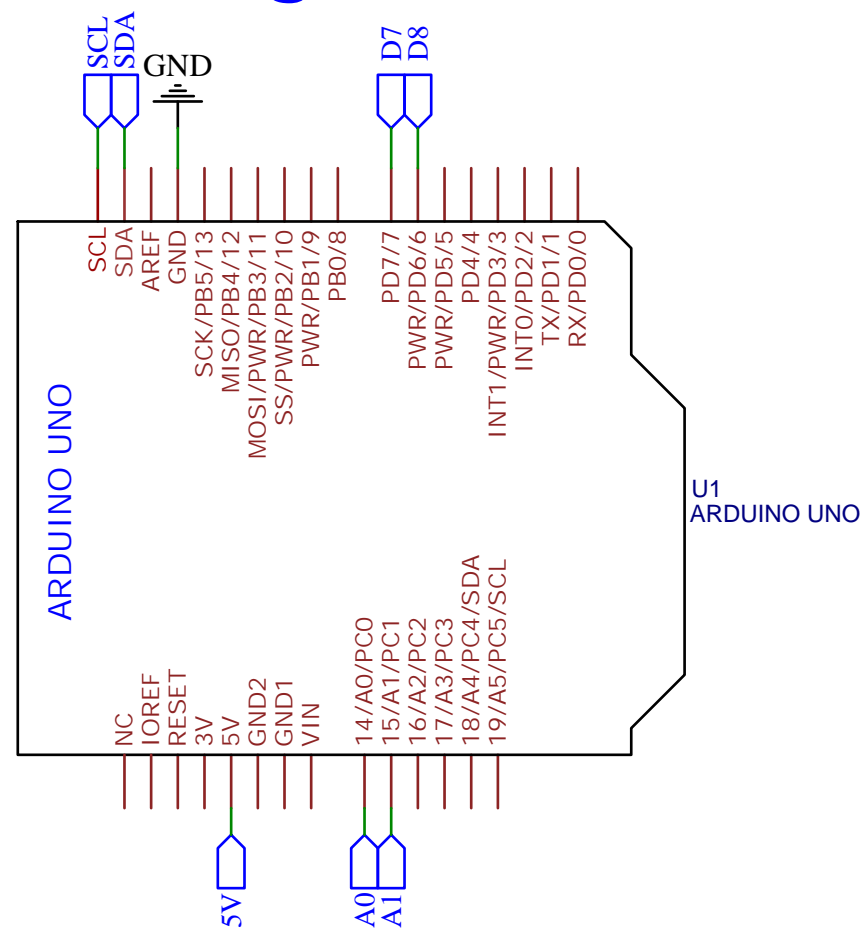 SCL
SDA
GND
D7
D8
SCL
SDA
AREF
GND
SCK/PB5/13
MISO/PB4/12
MOSI/PWR/PB3/11
SS/PWR/PB2/10
PWR/PB1/9
PB0/8
PD7/7
PWR/PD6/6
PWR/PD5/5
PD4/4
INT1/PWR/PD3/3
INT0/PD2/2
TX/PD1/1
RX/PD0/0
ARDUINO UNO
U1
ARDUINO UNO
NC
IOREF
RESET
3V
5V
GND2
GND1
VIN
14/A0/PC0
15/A1/PC1
16/A2/PC2
17/A3/PC3
18/A4/PC4/SDA
19/A5/PC5/SCL
5V
A0
A1